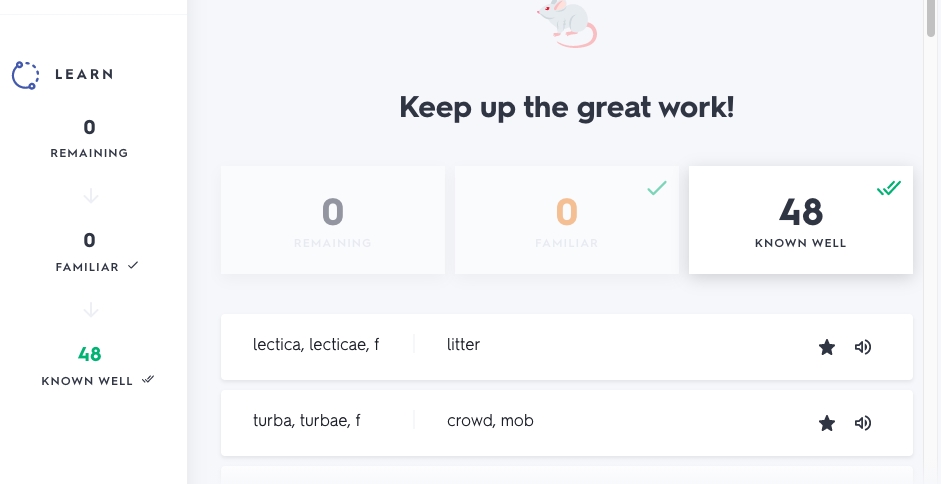 LEARN
0
REMAINING
0
FAMILIAR
48
KNOWN WELL
Keep up the great work!
0
REMAINING
0
FAMILIAR
48
KNOWN WELL
lectica, lecticae, f litter
turba, turbae, f crowd, mob